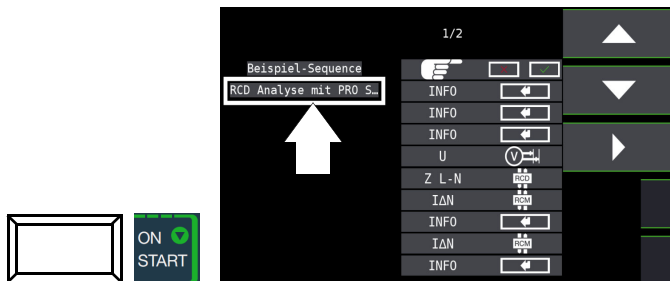 1/2
Beispiel-Sequence
RCD Analyse mit PRO S…
INFO
INFO
INFO
U V
Z L-N RCD
IΔN RCM
INFO
IΔN RCM
INFO
ON
START